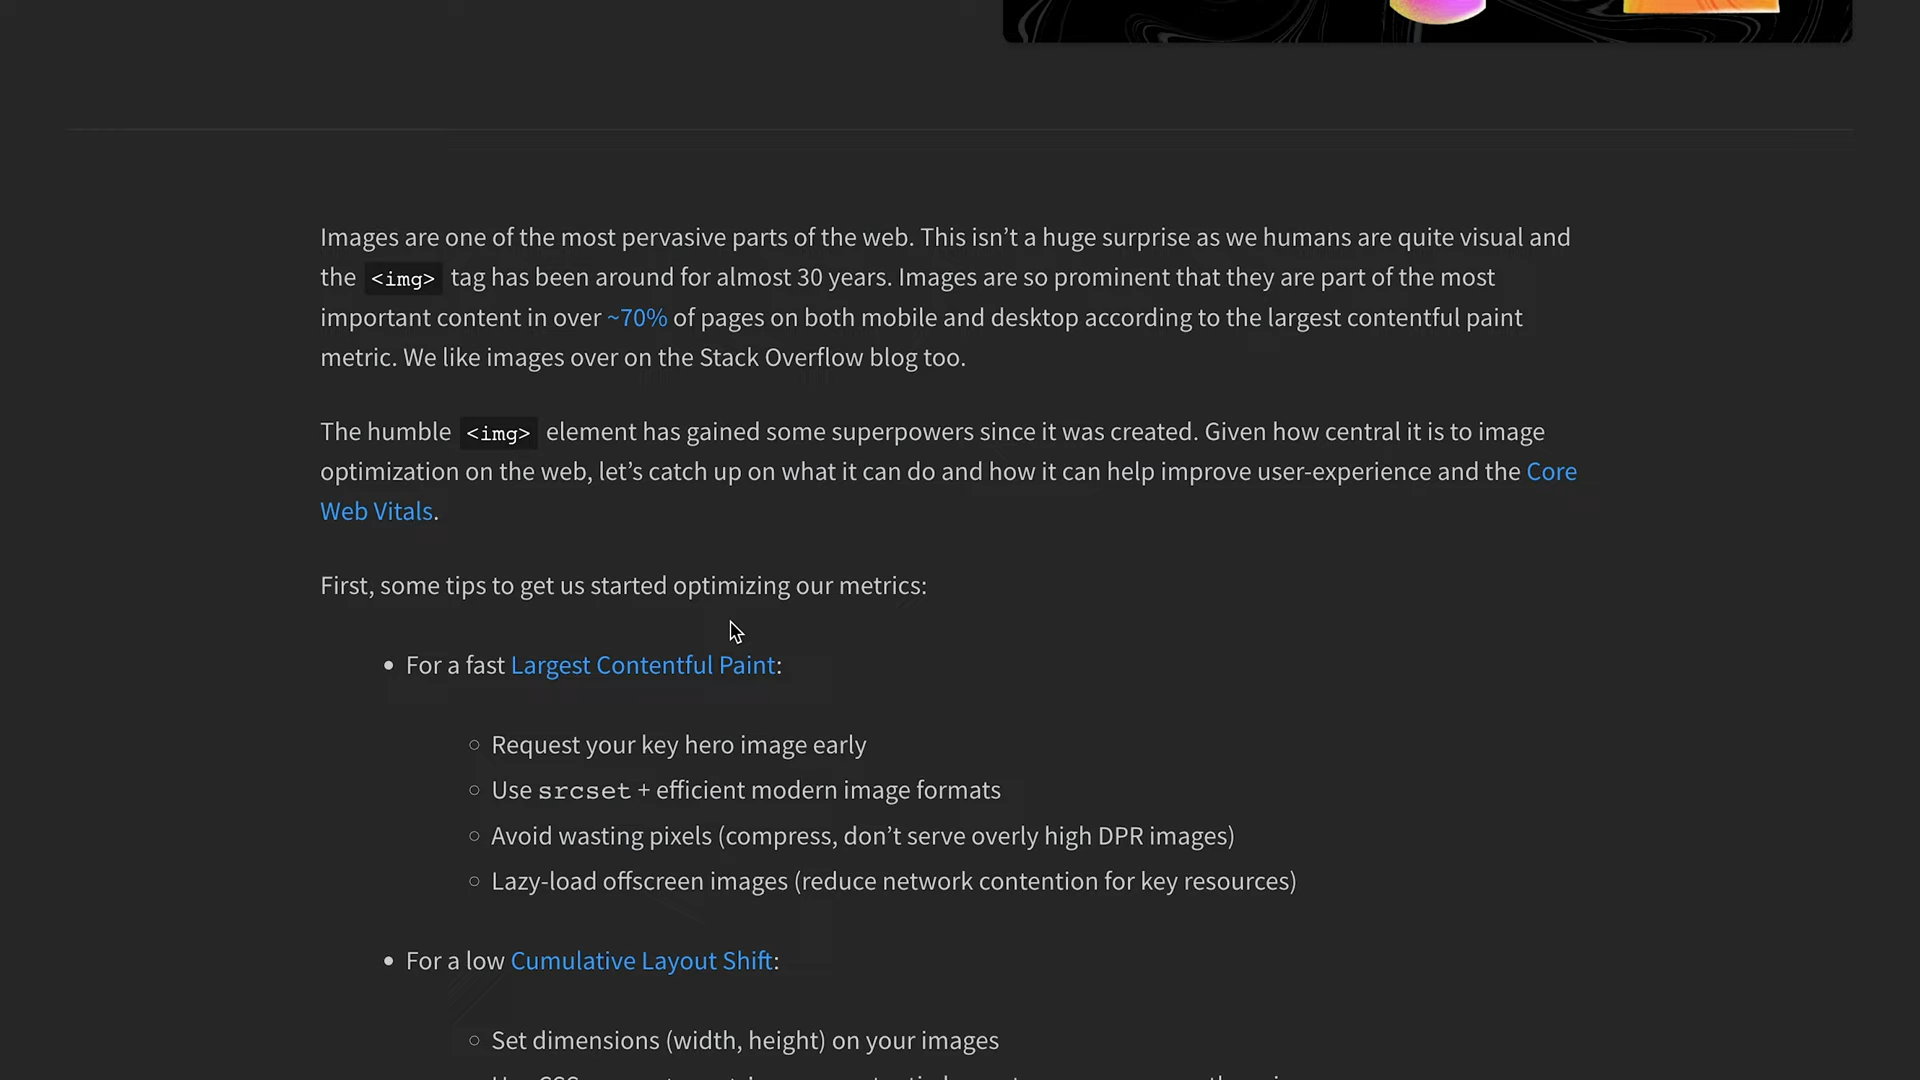 Images are one of the most pervasive parts of the web. This isn’t a huge surprise as we humans are quite visual and
the <img> tag has been around for almost 30 years. Images are so prominent that they are part of the most
important content in over ~70% of pages on both mobile and desktop according to the largest contentful paint
metric. We like images over on the Stack Overflow blog too.
The humble <img> element has gained some superpowers since it was created. Given how central it is to image
optimization on the web, let’s catch up on what it can do and how it can help improve user-experience and the Core
Web Vitals.
First, some tips to get us started optimizing our metrics:
• For a fast Largest Contentful Paint:
○ Request your key hero image early
○ Use srcset + efficient modern image formats
○ Avoid wasting pixels (compress, don’t serve overly high DPR images)
○ Lazy-load offscreen images (reduce network contention for key resources)
• For a low Cumulative Layout Shift:
○ Set dimensions (width, height) on your images